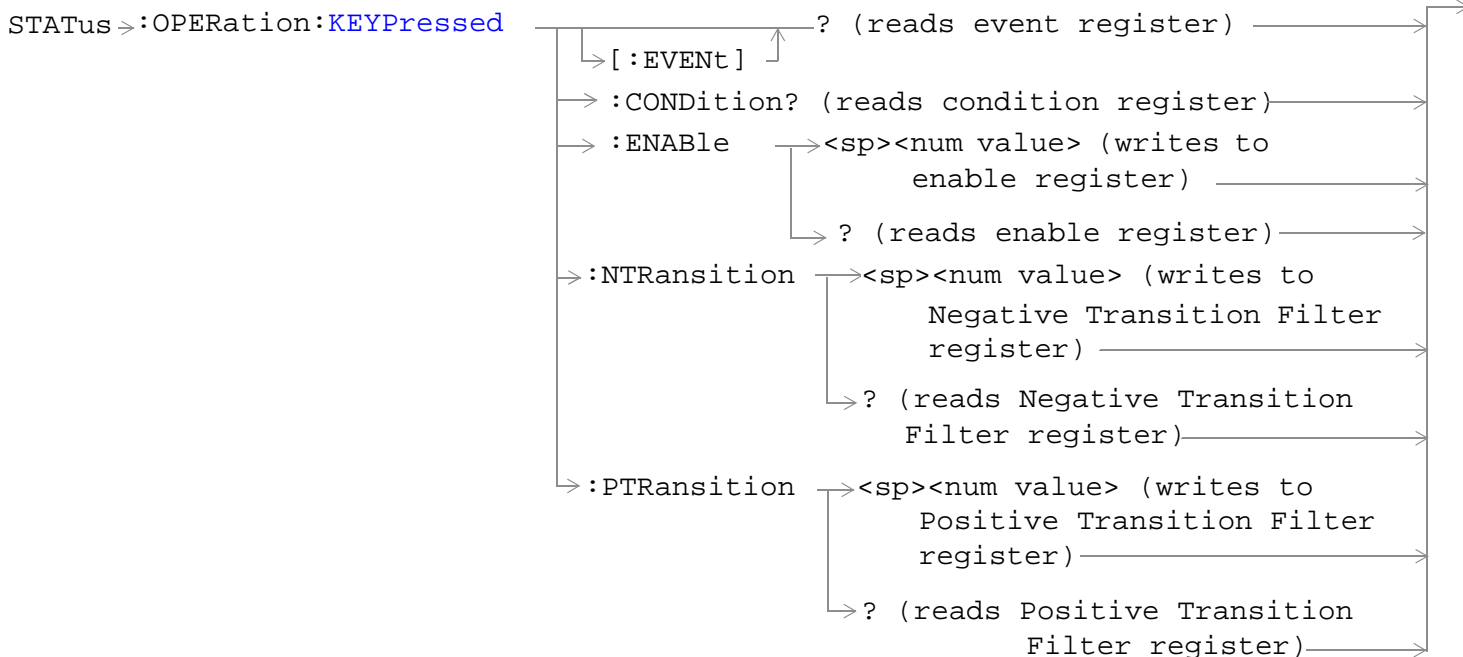 STATus :OPERation:KEYPressed ? (reads event register)
[:EVENt]
:CONDition? (reads condition register)
:ENABle <sp><num value> (writes to
enable register)
? (reads enable register)
:NTRansition <sp><num value> (writes to
Negative Transition Filter
register)
? (reads Negative Transition
Filter register)
:PTRansition <sp><num value> (writes to
Positive Transition Filter
register)
? (reads Positive Transition
Filter register)